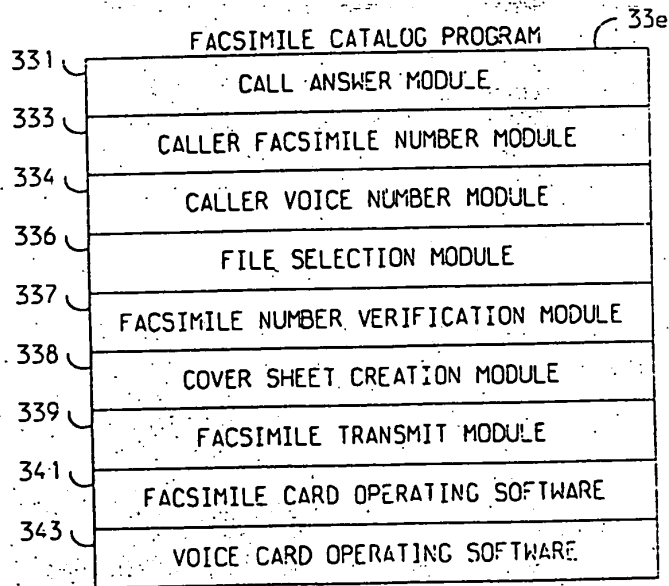 33e
FACSIMILE CATALOG PROGRAM
331 CALL ANSWER MODULE
333 CALLER FACSIMILE NUMBER MODULE
334 CALLER VOICE NUMBER MODULE
336 FILE SELECTION MODULE
337 FACSIMILE NUMBER VERIFICATION MODULE
338 COVER SHEET CREATION MODULE
339 FACSIMILE TRANSMIT MODULE
341 FACSIMILE CARD OPERATING SOFTWARE
343 VOICE CARD OPERATING SOFTWARE